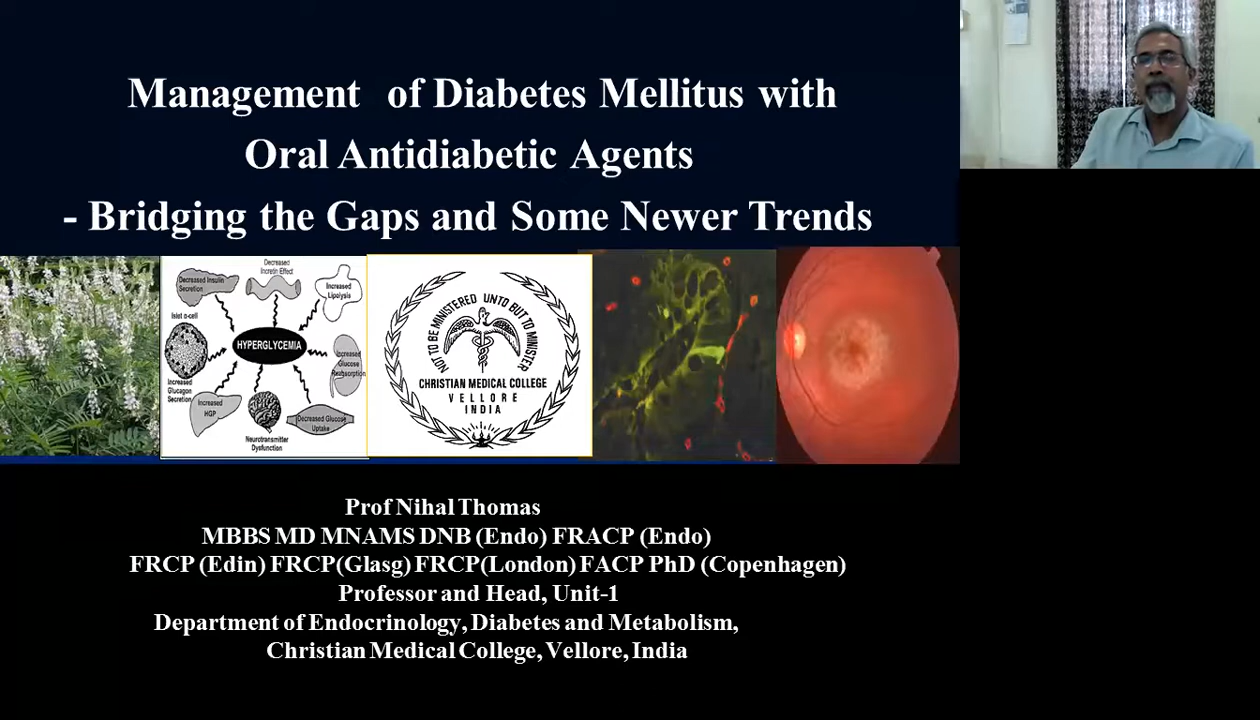 Management of Diabetes Mellitus with
Oral Antidiabetic Agents
- Bridging the Gaps and Some Newer Trends
Decreased Insulin
Secretion
Decreased
Incretin Effect
Increased
Lipolysis
Islet α-cell
HYPERGLYCEMIA
Increased
Glucagon
Secretion
Increased
Glucose
Reabsorption
Increased
HGP
Neurotransmitter
Dysfunction
Decreased Glucose
Uptake
NOT TO BE MINISTERED UNTO BUT TO MINISTER
CHRISTIAN MEDICAL COLLEGE
VELLORE
INDIA
Prof Nihal Thomas
MBBS MD MNAMS DNB (Endo) FRACP (Endo)
FRCP (Edin) FRCP(Glasg) FRCP(London) FACP PhD (Copenhagen)
Professor and Head, Unit-1
Department of Endocrinology, Diabetes and Metabolism,
Christian Medical College, Vellore, India